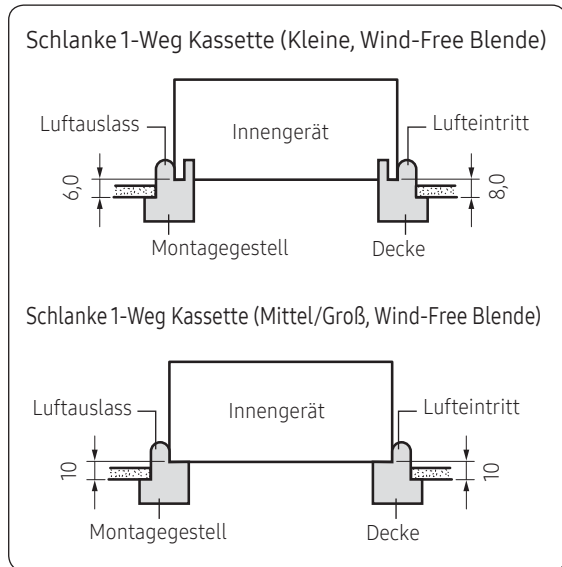 Schlanke 1-Weg Kassette (Kleine, Wind-Free Blende)
Luftauslass
Innengerät
Lufteintritt
6,0
8,0
Montagegestell
Decke
Schlanke 1-Weg Kassette (Mittel/Groß, Wind-Free Blende)
Luftauslass
Innengerät
Lufteintritt
10
10
Montagegestell
Decke